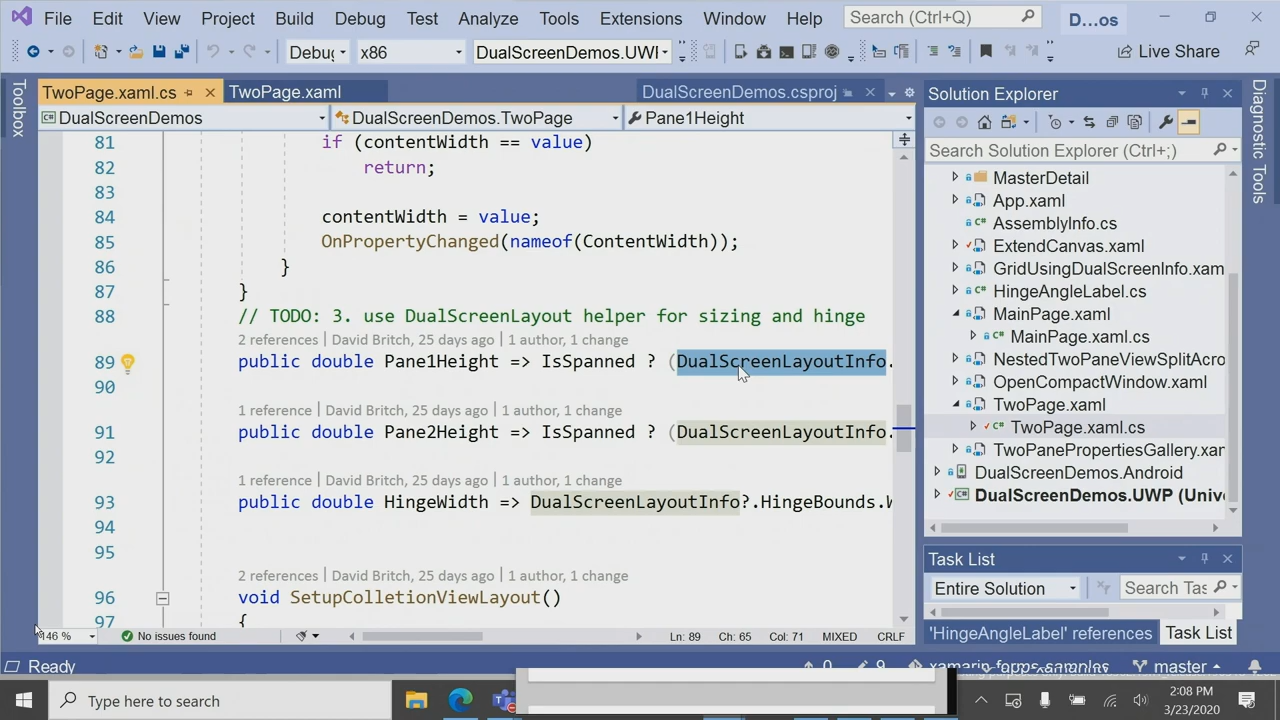 File Edit View Project Build Debug Test Analyze Tools Extensions Window Help Search (Ctrl+Q) D...os
Debug x86 DualScreenDemos.UWP Live Share
Toolbox
TwoPage.xaml.cs TwoPage.xaml DualScreenDemos.csproj
DualScreenDemos DualScreenDemos.TwoPage Pane1Height
81 if (contentWidth == value)
82 return;
83
84 contentWidth = value;
85 OnPropertyChanged(nameof(ContentWidth));
86 }
87 }
88 // TODO: 3. use DualScreenLayout helper for sizing and hinge
2 references | David Britch, 25 days ago | 1 author, 1 change
89 public double Pane1Height => IsSpanned ? (DualScreenLayoutInfo.
90
1 reference | David Britch, 25 days ago | 1 author, 1 change
91 public double Pane2Height => IsSpanned ? (DualScreenLayoutInfo.
92
1 reference | David Britch, 25 days ago | 1 author, 1 change
93 public double HingeWidth => DualScreenLayoutInfo?.HingeBounds.
94
95
2 references | David Britch, 25 days ago | 1 author, 1 change
96 void SetupColletionViewLayout()
97 {
146 % No issues found Ln: 89 Ch: 65 Col: 71 MIXED CRLF
Solution Explorer
Search Solution Explorer (Ctrl+;)
MasterDetail
App.xaml
AssemblyInfo.cs
ExtendCanvas.xaml
GridUsingDualScreenInfo.xam
HingeAngleLabel.cs
MainPage.xaml
MainPage.xaml.cs
NestedTwoPaneViewSplitAcro
OpenCompactWindow.xaml
TwoPage.xaml
TwoPage.xaml.cs
TwoPanePropertiesGallery.xar
DualScreenDemos.Android
DualScreenDemos.UWP (Unive
Task List
Entire Solution Search Tas
'HingeAngleLabel' references Task List
Diagnostic Tools
Ready 0 9 xamarin-forms-samples master
Type here to search
2:08 PM
3/23/2020